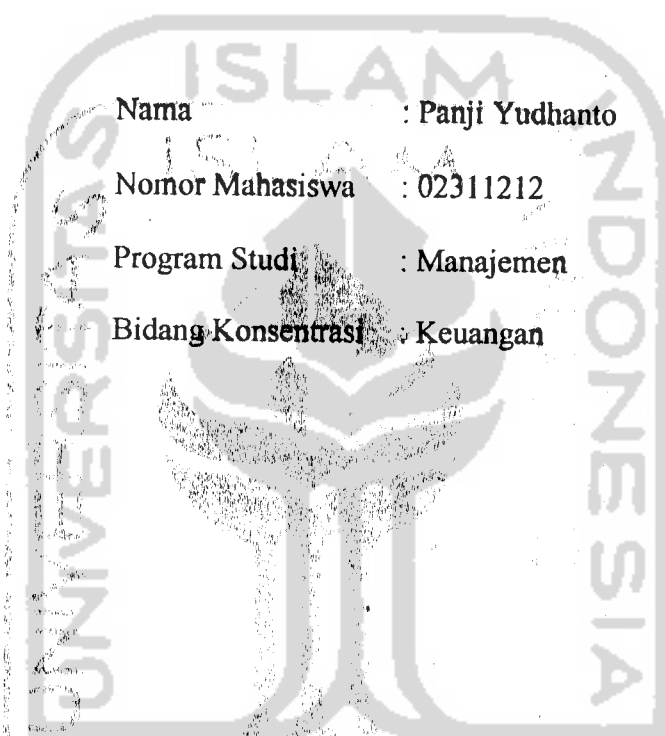 ISLAM
UNIVERSITAS
INDONESIA
Nama : Panji Yudhanto
Nomor Mahasiswa : 02311212
Program Studi : Manajemen
Bidang Konsentrasi : Keuangan